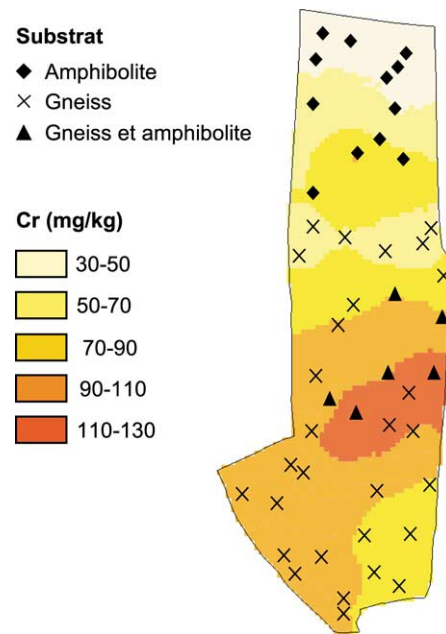 Substrat
Amphibolite
Gneiss
Gneiss et amphibolite
Cr (mg/kg)
30-50
50-70
70-90
90-110
110-130